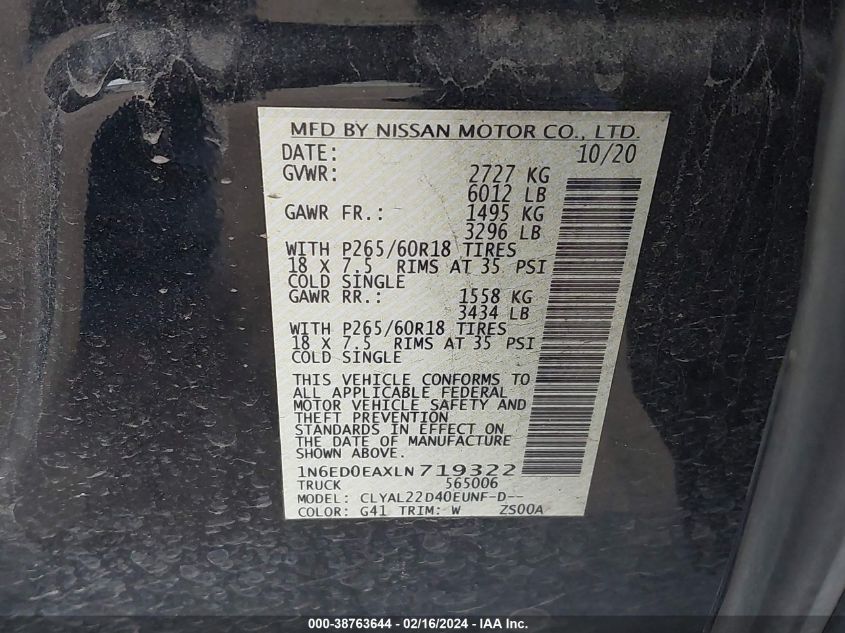 MFD BY NISSAN MOTOR CO., LTD.
DATE: 10/20
GVWR: 2727 KG
6012 LB
GAWR FR.: 1495 KG
3296 LB
WITH P265/60R18 TIRES
18 X 7.5 RIMS AT 35 PSI
COLD SINGLE
GAWR RR.: 1558 KG
3434 LB
WITH P265/60R18 TIRES
18 X 7.5 RIMS AT 35 PSI
COLD SINGLE
THIS VEHICLE CONFORMS TO
ALL APPLICABLE FEDERAL
MOTOR VEHICLE SAFETY AND
THEFT PREVENTION
STANDARDS IN EFFECT ON
THE DATE OF MANUFACTURE
SHOWN ABOVE.
1N6ED0EAXLN719322
TRUCK 565006
MODEL: CLYAL22D40EUNF-D--
COLOR: G41 TRIM: W ZS00A
000-38763644 - 02/16/2024 - IAA Inc.